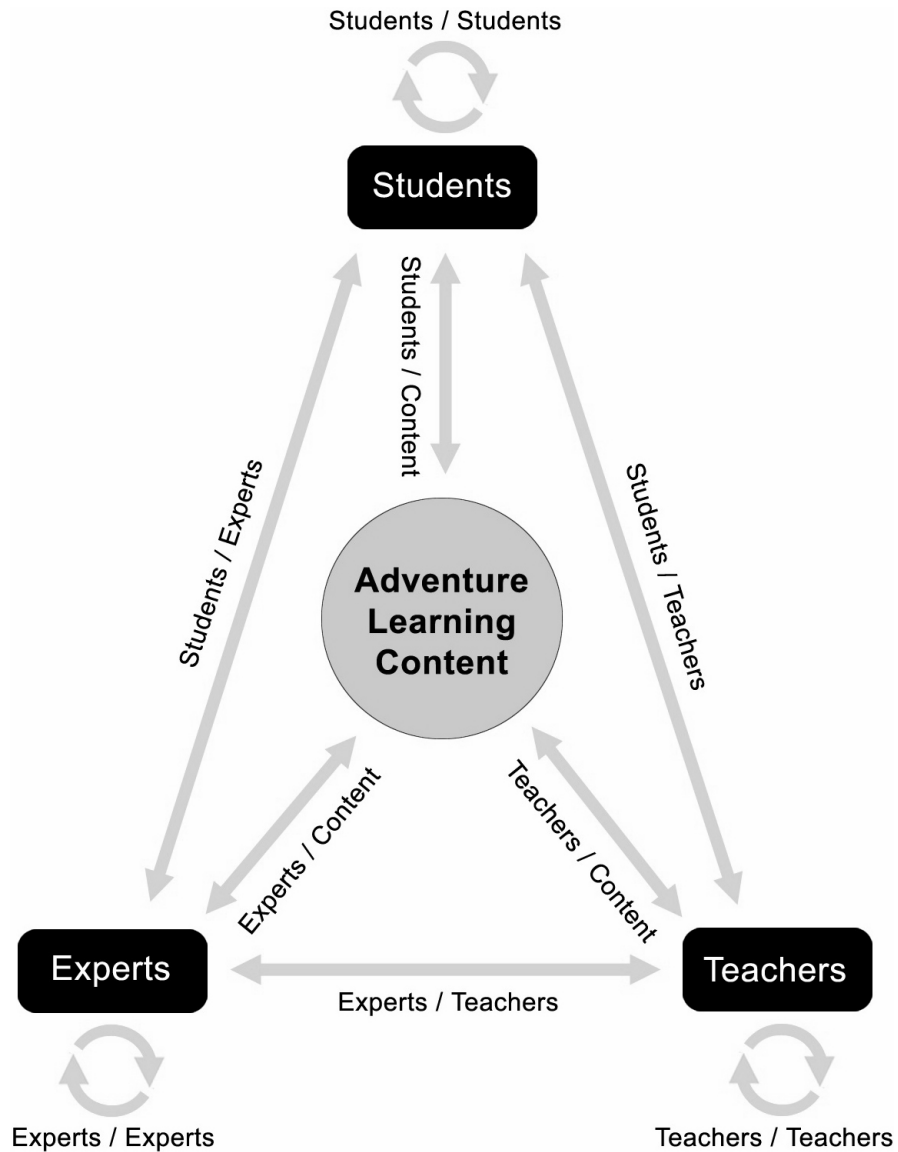 Students / Students
Students
Students / Content
Students / Experts
Students / Teachers
Adventure
Learning
Content
Experts / Content
Teachers / Content
Experts
Teachers
Experts / Teachers
Experts / Experts
Teachers / Teachers